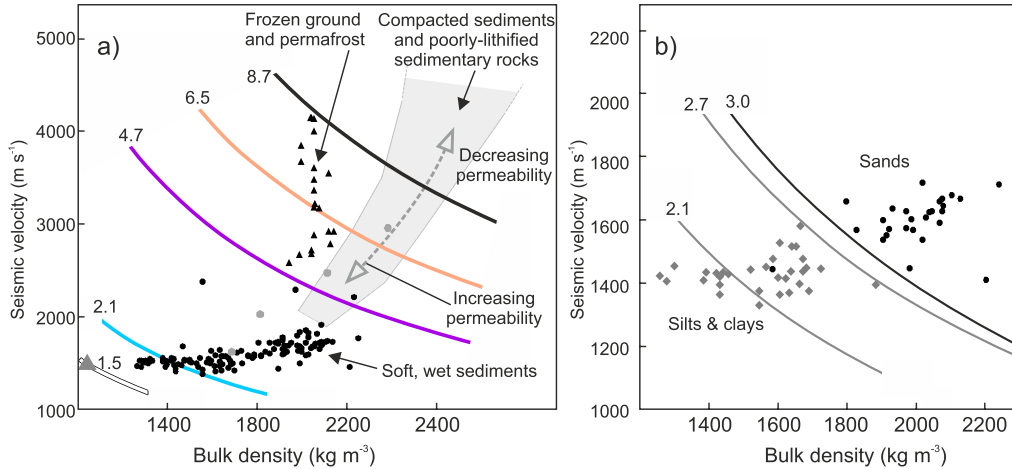 a)
Frozen ground
and permafrost
Compacted sediments
and poorly-lithified
sedimentary rocks
8.7
6.5
4.7
2.1
1.5
Decreasing
permeability
Increasing
permeability
Soft, wet sediments
5000
4000
3000
2000
1000
Seismic velocity (m s⁻¹)
1400
1800
2200
2400
Bulk density (kg m⁻³)
b)
2.7
3.0
2.1
Sands
Silts & clays
2200
2000
1800
1600
1400
1200
1000
Seismic velocity (m s⁻¹)
1400
1600
1800
2000
2200
Bulk density (kg m⁻³)